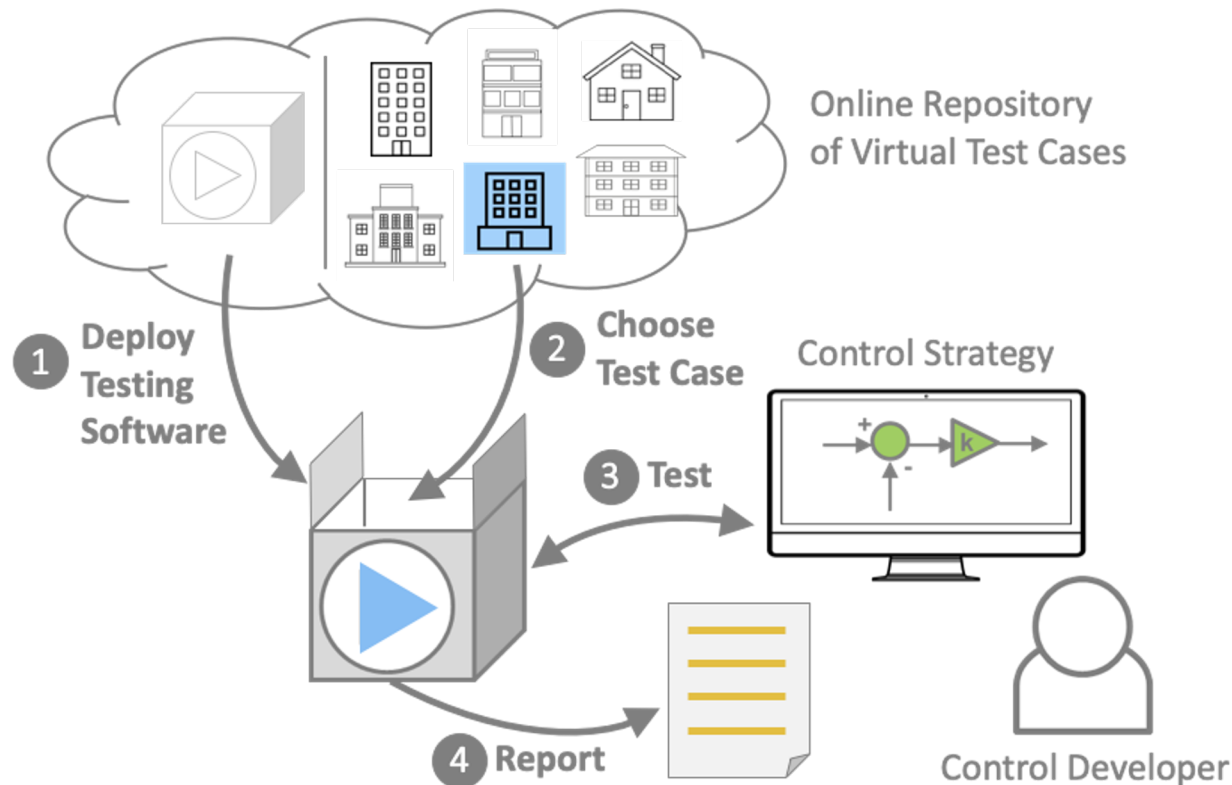 Online Repository
of Virtual Test Cases
1
Deploy
Testing
Software
2
Choose
Test Case
Control Strategy
+
k
-
3 Test
4 Report
Control Developer